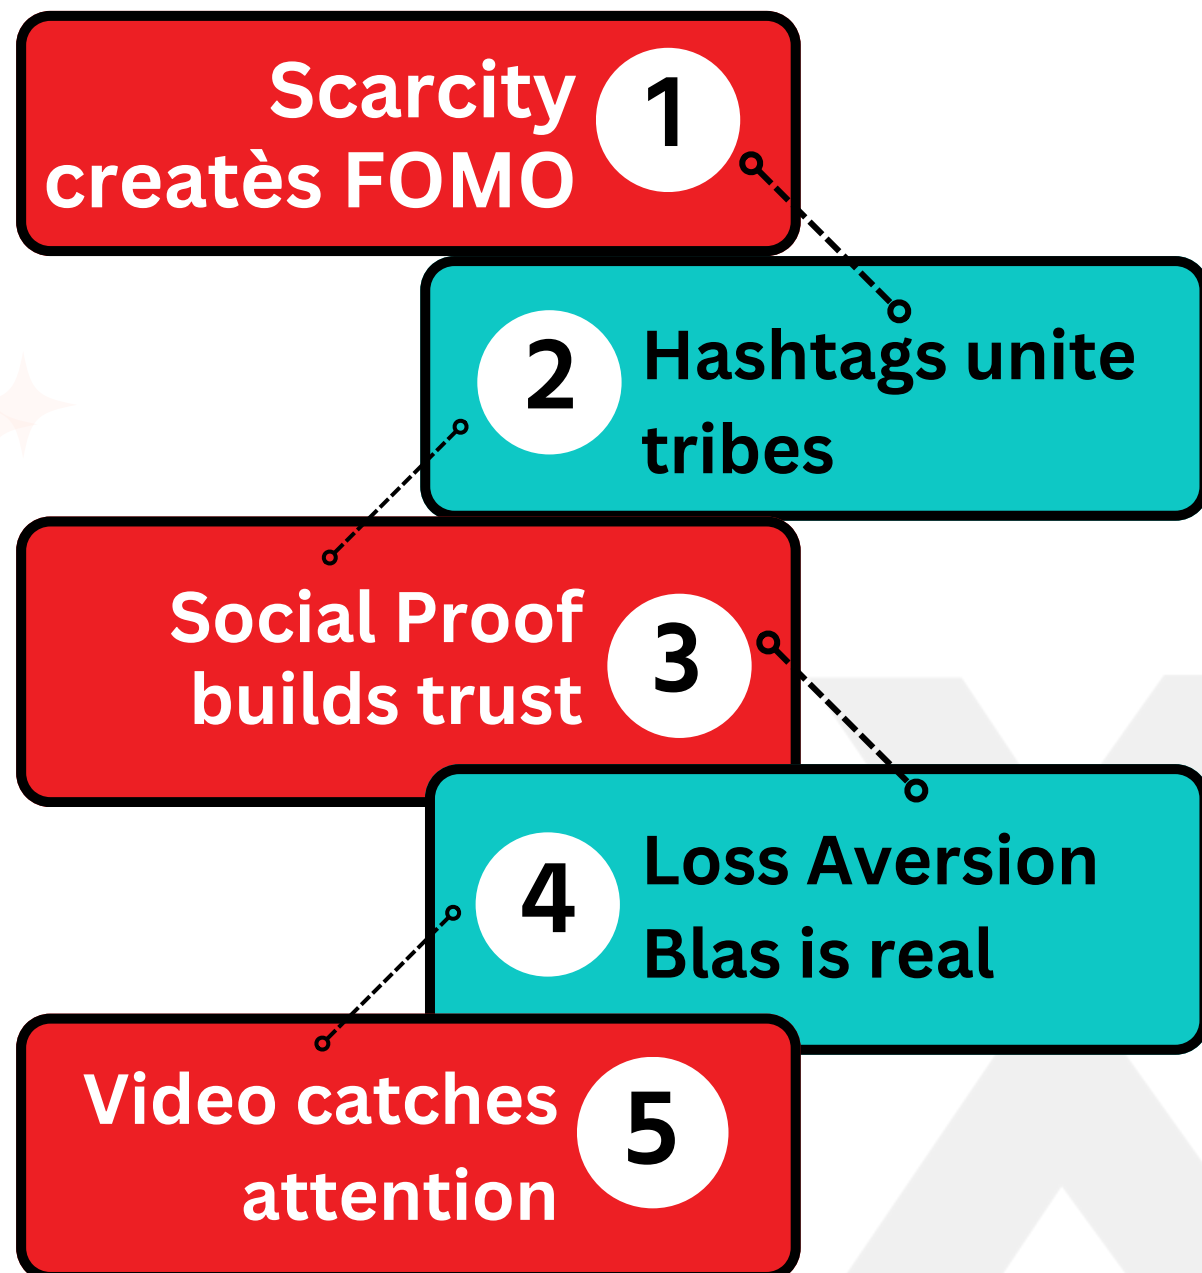 Scarcity
creatès FOMO
1
2
Hashtags unite
tribes
Social Proof
builds trust
3
4
Loss Aversion
Blas is real
Video catches
attention
5